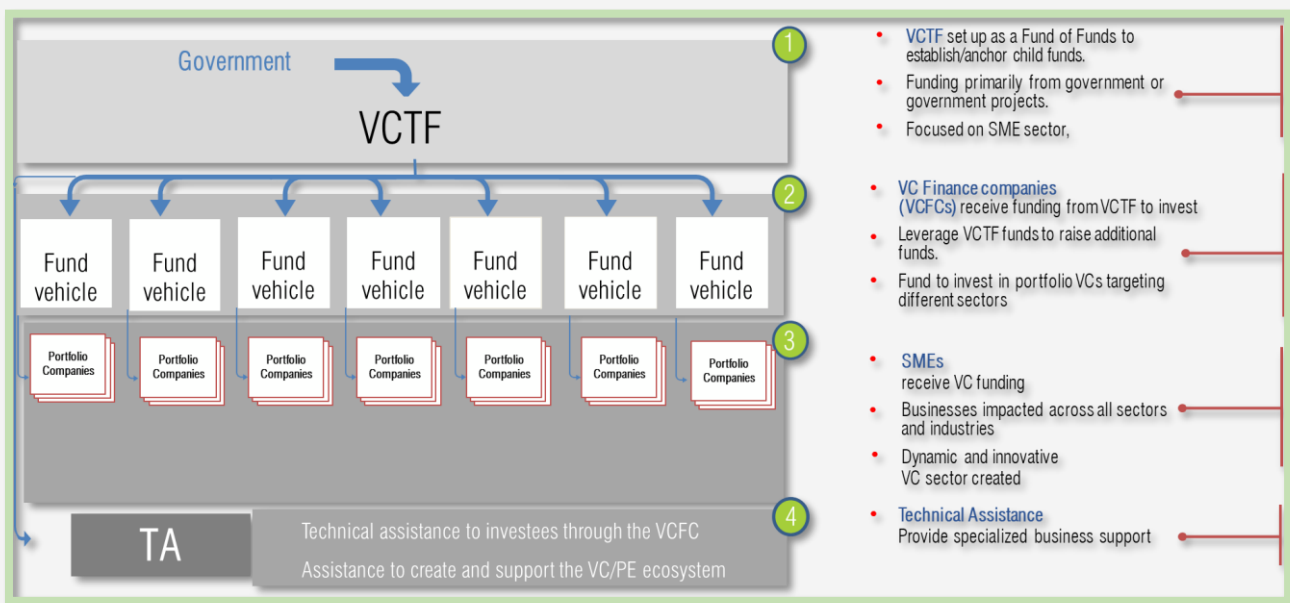 1
Government
VCTF
2
Fund
vehicle
Fund
vehicle
Fund
vehicle
Fund
vehicle
Fund
vehicle
Fund
vehicle
Fund
vehicle
3
Portfolio
Companies
Portfolio
Companies
Portfolio
Companies
Portfolio
Companies
Portfolio
Companies
Portfolio
Companies
Portfolio
Companies
4
TA
Technical assistance to investees through the VCFC
Assistance to create and support the VC/PE ecosystem
• VCTF set up as a Fund of Funds to
establish/anchor child funds.
• Funding primarily from government or
government projects.
• Focused on SME sector,
• VC Finance companies
(VCFCs) receive funding from VCTF to invest
• Leverage VCTF funds to raise additional
funds.
• Fund to invest in portfolio VCs targeting
different sectors
• SMEs
receive VC funding
• Businesses impacted across all sectors
and industries
• Dynamic and innovative
VC sector created
• Technical Assistance
Provide specialized business support